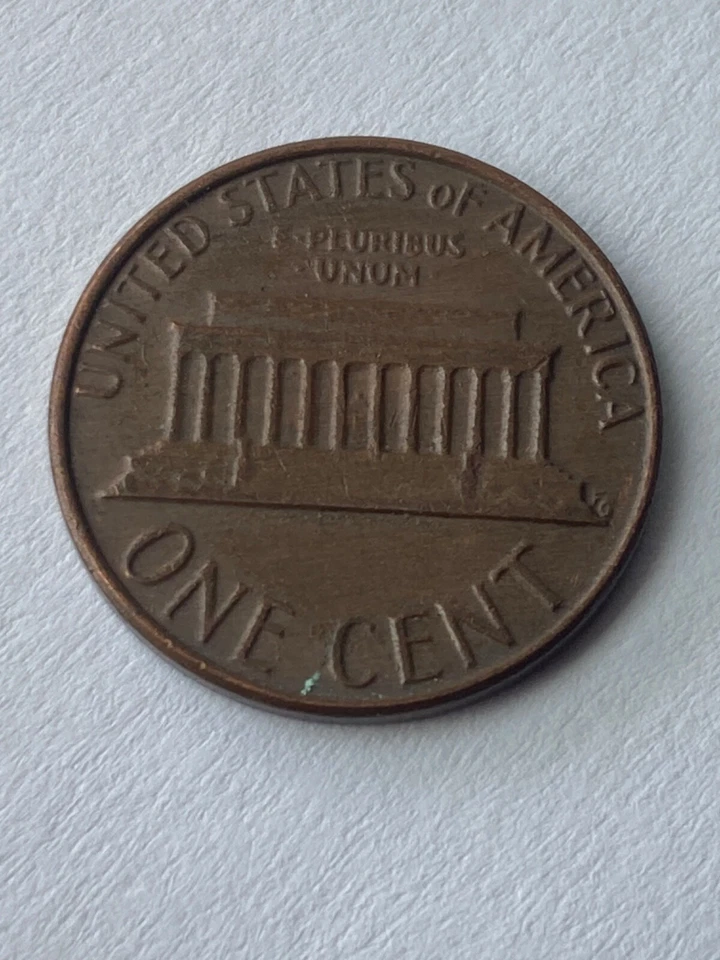 UNITED STATES OF AMERICA
E·PLURIBUS
·UNUM
ONE CENT